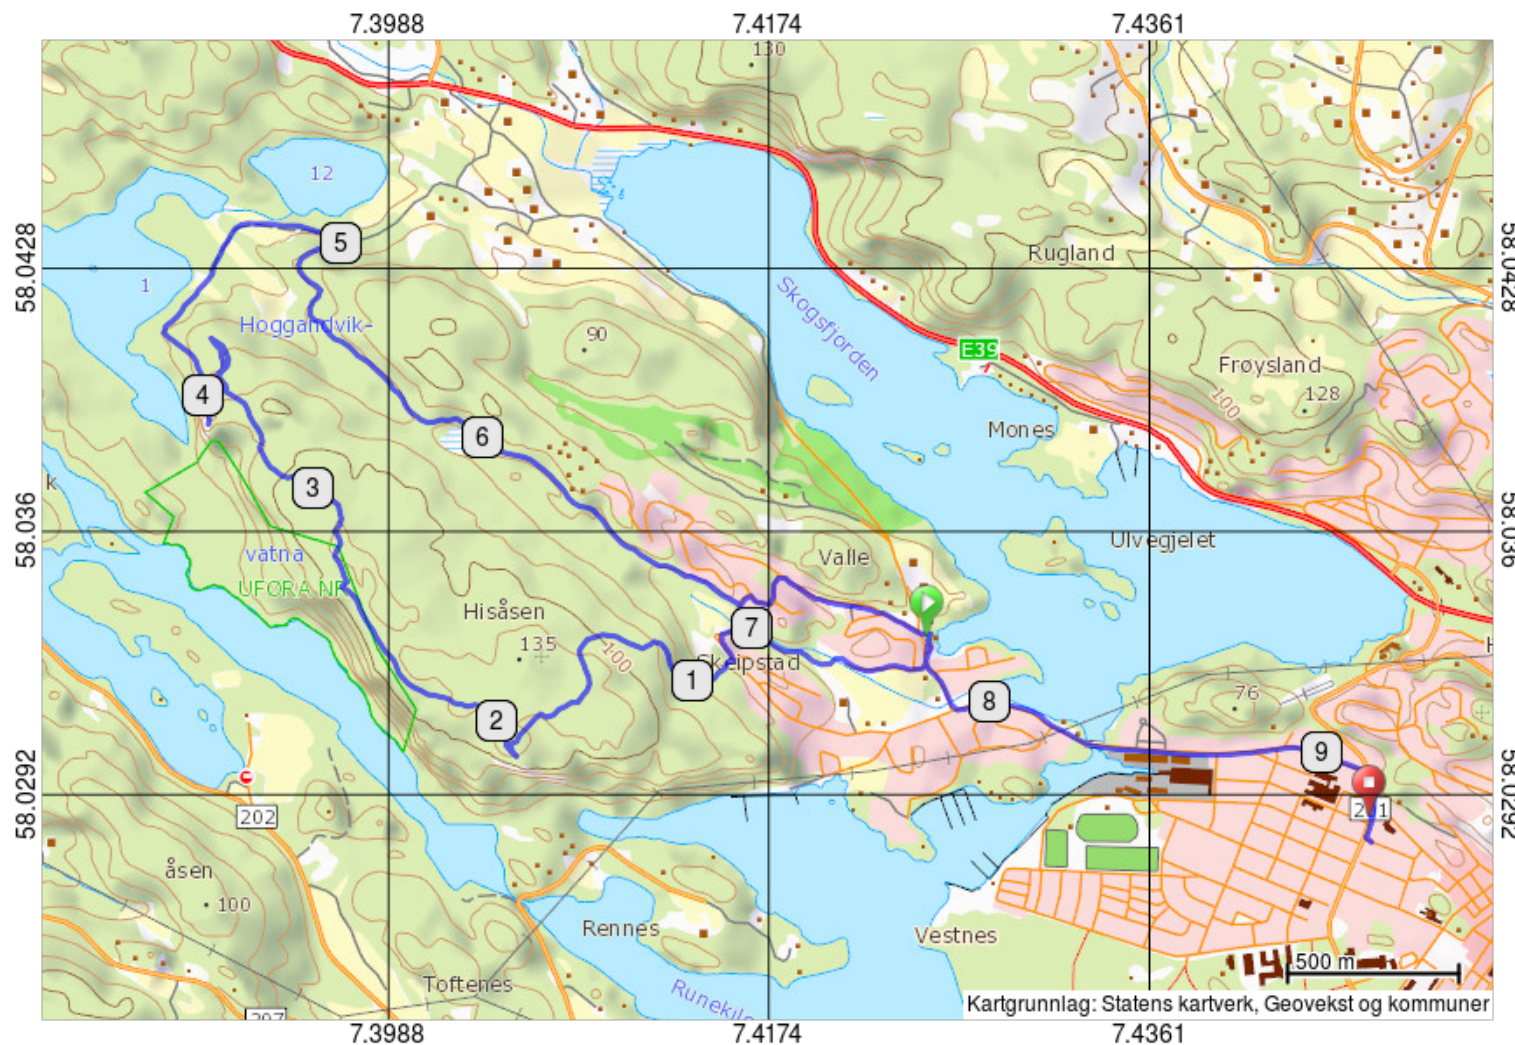 7.3988
7.4174
7.4361
130
12
5
58.0428
58.0428
Rugland
1
Skogsfjorden
Hoggandvik-
90
E39
Frøysland
100
128
4
Mones
6
k
3
58.036
58.036
Ulvegjelet
vatna
Valle
UFORA NR
Hisåsen
7
135
100
Skeipstad
1
H
76
8
2
9
58.0292
58.0292
202
201
åsen
100
Rennes
Vestnes
500 m
Toftenes
Runekile
Kartgrunnlag: Statens kartverk, Geovekst og kommuner
7.3988
7.4174
7.4361